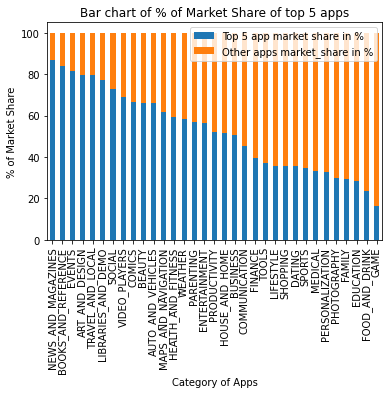 Bar chart of % of Market Share of top 5 apps
Top 5 app market share in %
Other apps market_share in %
% of Market Share
100
80
60
40
20
0
NEWS_AND_MAGAZINES
BOOKS_AND_REFERENCE
EVENTS
ART_AND_DESIGN
TRAVEL_AND_LOCAL
LIBRARIES_AND_DEMO
SOCIAL
VIDEO_PLAYERS
COMICS
BEAUTY
AUTO_AND_VEHICLES
MAPS_AND_NAVIGATION
HEALTH_AND_FITNESS
WEATHER
PARENTING
ENTERTAINMENT
PRODUCTIVITY
HOUSE_AND_HOME
BUSINESS
COMMUNICATION
FINANCE
TOOLS
LIFESTYLE
SHOPPING
DATING
SPORTS
MEDICAL
PERSONALIZATION
PHOTOGRAPHY
FAMILY
EDUCATION
FOOD_AND_DRINK
GAME
Category of Apps